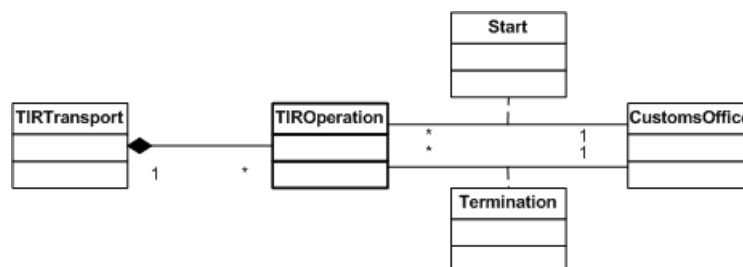 Start
TIRTransport
TIROperation
CustomsOffice
* 1
* 1
1 *
Termination